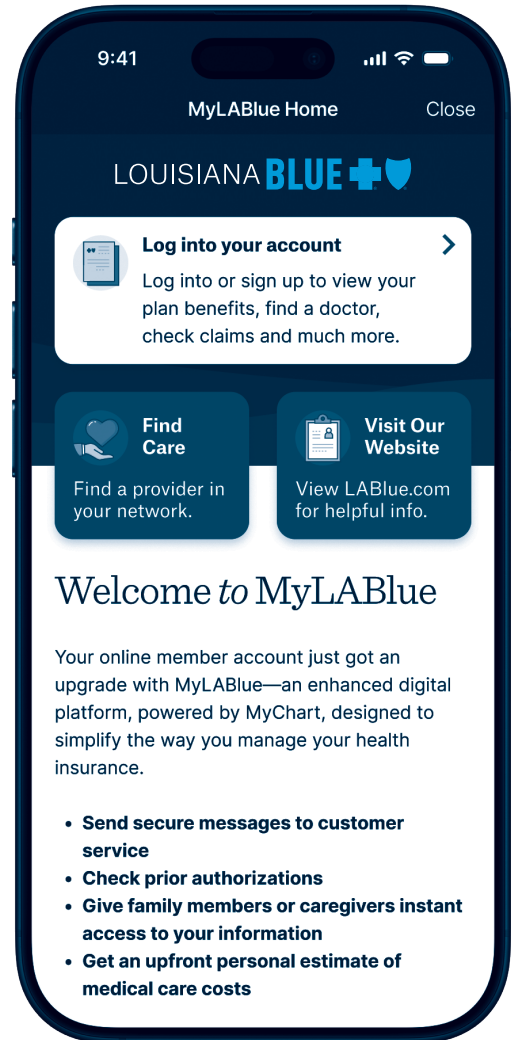 9:41
MyLABlue Home
Close
LOUISIANA BLUE
Log into your account
Log into or sign up to view your
plan benefits, find a doctor,
check claims and much more.
Find
Care
Find a provider in
your network.
Visit Our
Website
View LABlue.com
for helpful info.
Welcome to MyLABlue
Your online member account just got an
upgrade with MyLABlue—an enhanced digital
platform, powered by MyChart, designed to
simplify the way you manage your health
insurance.
• Send secure messages to customer
service
• Check prior authorizations
• Give family members or caregivers instant
access to your information
• Get an upfront personal estimate of
medical care costs